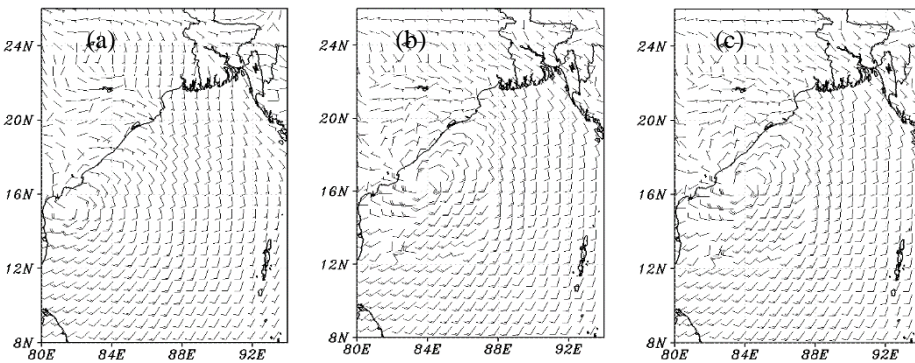 (a) (b) (c)
24N 24N 24N
20N 20N 20N
16N 16N 16N
12N 12N 12N
8N 8N 8N
80E 84E 88E 92E 80E 84E 88E 92E 80E 84E 88E 92E